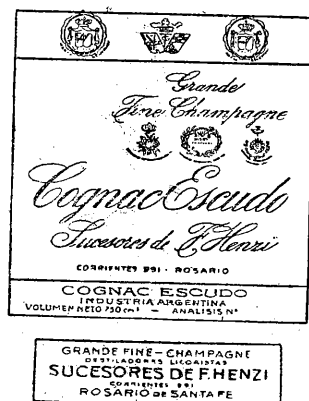 Grande
Fine Champagne
Cognac Escudo
Sucesores de F. Henzi
CORRIENTES 991 - ROSARIO
COGNAC ESCUDO
INDUSTRIA ARGENTINA
VOLUMEN NETO 750 cm³ - ANALISIS Nº
GRANDE FINE-CHAMPAGNE
DESTILADORES LICORISTAS
SUCESORES DE F. HENZI
CORRIENTES 991
ROSARIO DE SANTA FE